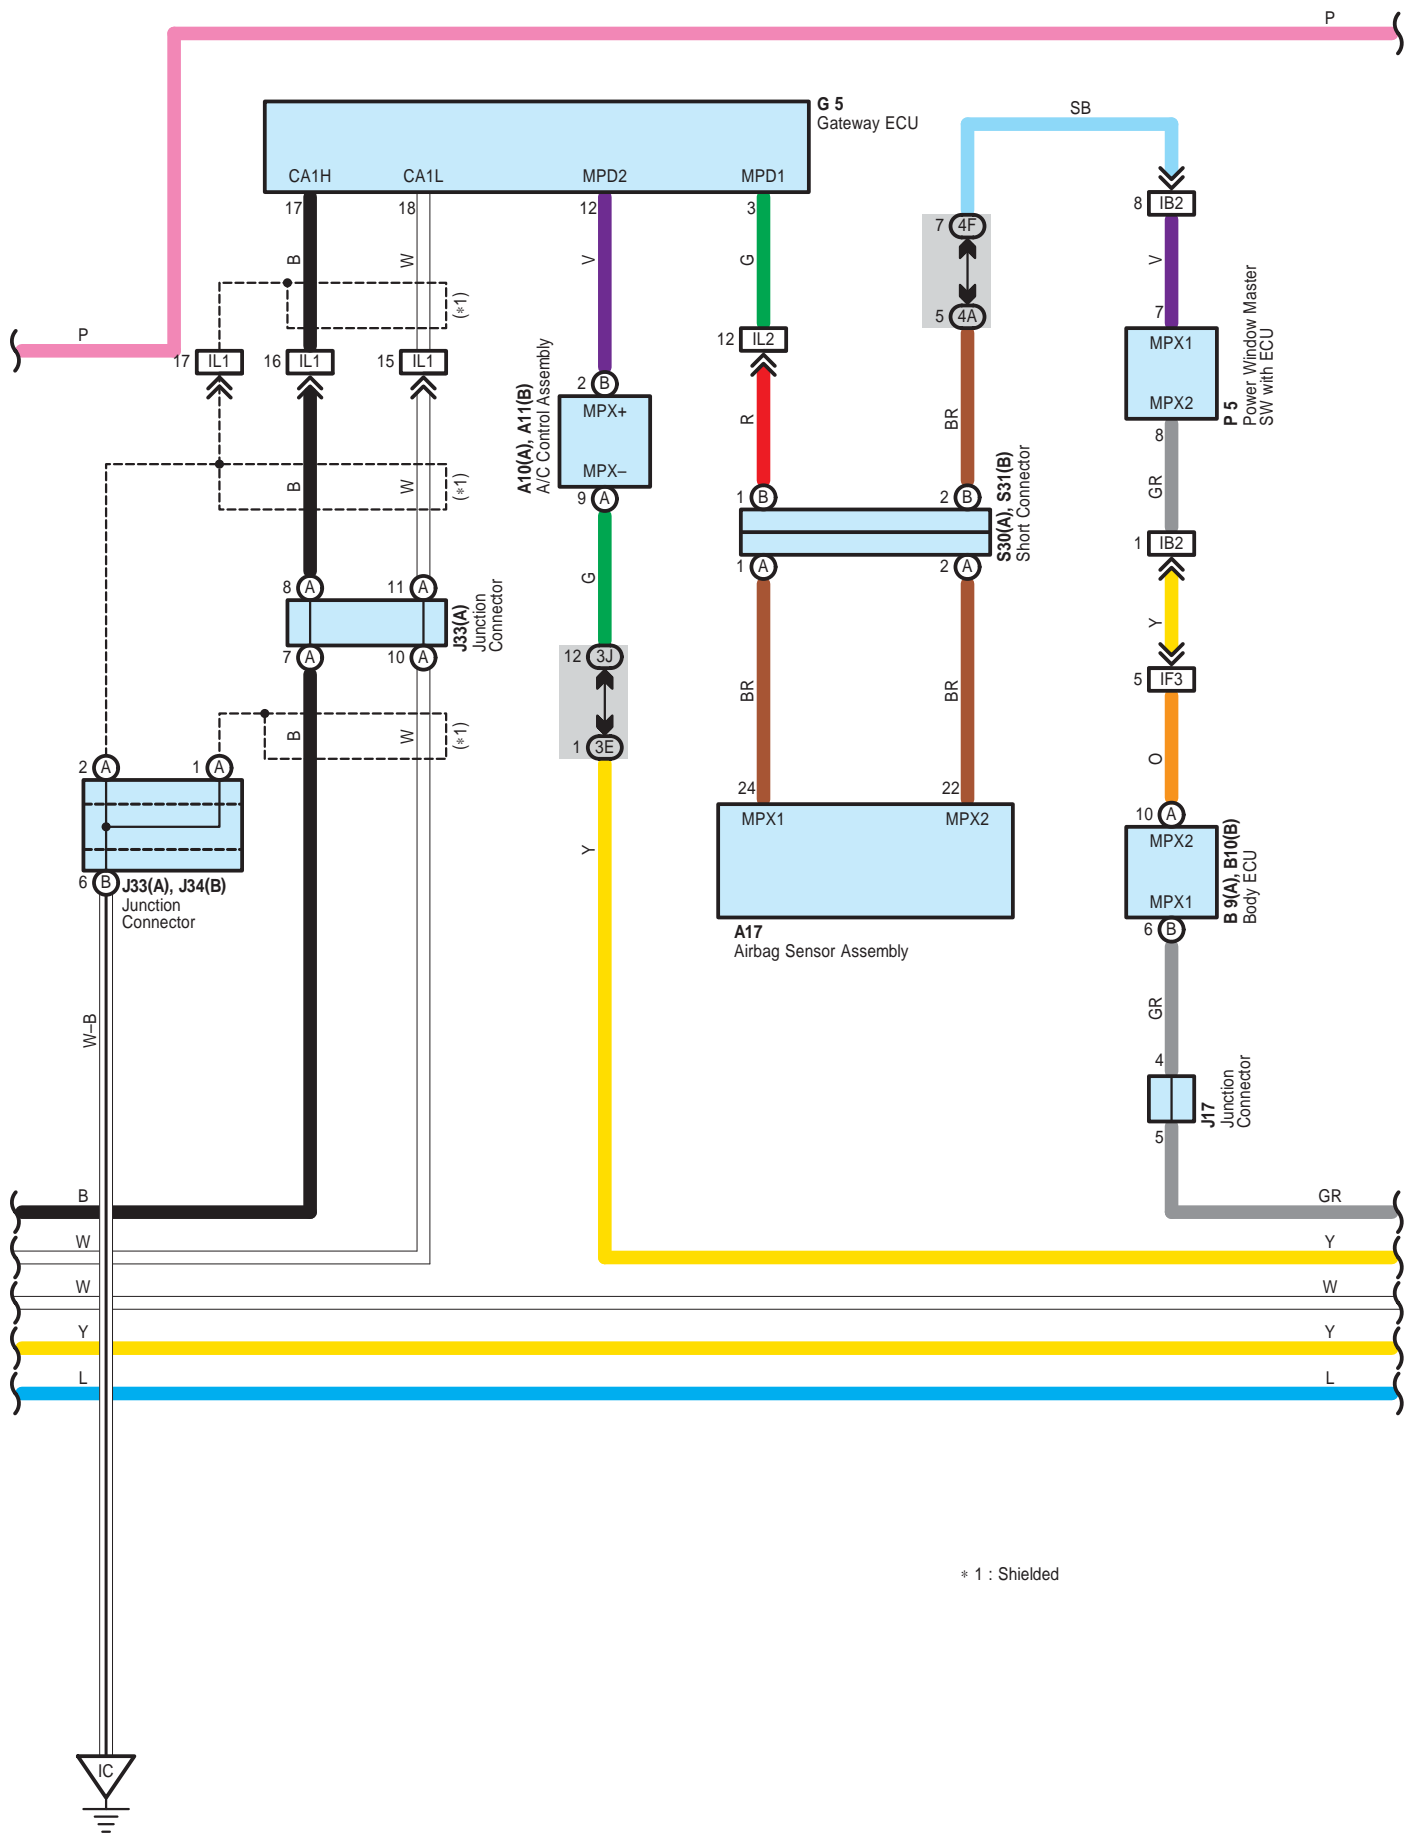 P
P
G 5
Gateway ECU
CA1H
CA1L
MPD2
MPD1
17
18
12
3
B
W
V
G
(∗1)
17 IL1
16 IL1
15 IL1
12 IL2
SB
7 4F
5 4A
8 IB2
V
7
MPX1
MPX2
8
P 5
Power Window Master
SW with ECU
2 B
MPX+
MPX–
9 A
A10(A), A11(B)
A/C Control Assembly
R
BR
B
W
(∗1)
1 B
2 B
1 A
2 A
S30(A), S31(B)
Short Connector
GR
1 IB2
Y
5 IF3
G
8 A
11 A
7 A
10 A
J33(A)
Junction
Connector
12 3J
1 3E
BR
BR
B
W
(∗1)
O
2 A
1 A
6 B
J33(A), J34(B)
Junction
Connector
24
22
MPX1
MPX2
A17
Airbag Sensor Assembly
10 A
MPX2
MPX1
6 B
B 9(A), B10(B)
Body ECU
Y
W–B
GR
4
5
J17
Junction
Connector
B
GR
W
Y
W
W
Y
Y
L
L
∗ 1 : Shielded
IC